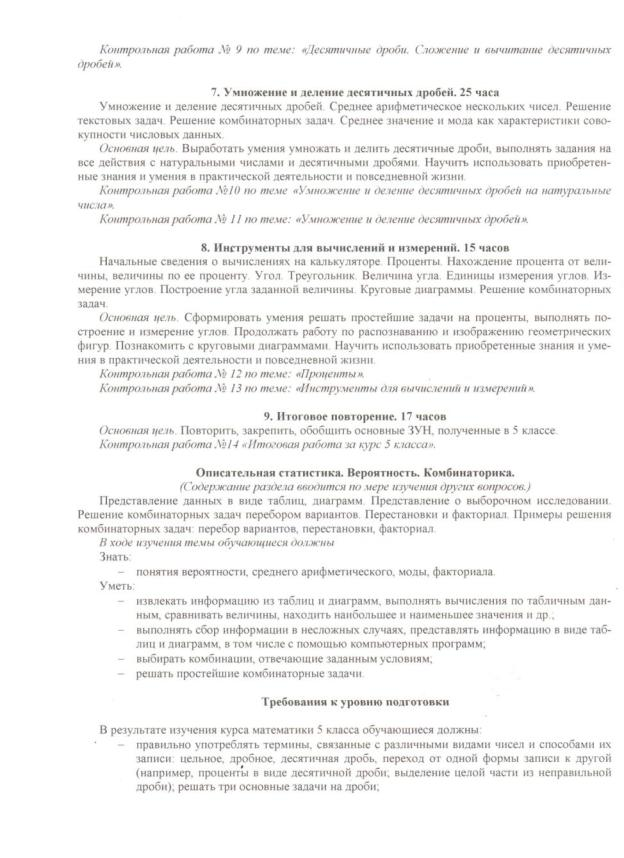 Контрольная работа № 9 по теме: «Десятичные дроби. Сложение и вычитание десятичных
дробей».
7. Умножение и деление десятичных дробей. 25 часа
Умножение и деление десятичных дробей. Среднее арифметическое нескольких чисел. Решение
текстовых задач. Решение комбинаторных задач. Среднее значение и мода как характеристики сово-
купности числовых данных.
Основная цель. Выработать умения умножать и делить десятичные дроби, выполнять задания на
все действия с натуральными числами и десятичными дробями. Научить использовать приобретен-
ные знания и умения в практической деятельности и повседневной жизни.
Контрольная работа №10 по теме «Умножение и деление десятичных дробей на натуральные
числа».
Контрольная работа № 11 по теме: «Умножение и деление десятичных дробей».
8. Инструменты для вычислений и измерений. 15 часов
Начальные сведения о вычислениях на калькуляторе. Проценты. Нахождение процента от вели-
чины, величины по ее проценту. Угол. Треугольник. Величина угла. Единицы измерения углов. Из-
мерение углов. Построение угла заданной величины. Круговые диаграммы. Решение комбинаторных
задач.
Основная цель. Сформировать умения решать простейшие задачи на проценты, выполнять по-
строение и измерение углов. Продолжать работу по распознаванию и изображению геометрических
фигур. Познакомить с круговыми диаграммами. Научить использовать приобретенные знания и уме-
ния в практической деятельности и повседневной жизни.
Контрольная работа № 12 по теме: «Проценты».
Контрольная работа № 13 по теме: «Инструменты для вычислений и измерений».
9. Итоговое повторение. 17 часов
Основная цель. Повторить, закрепить, обобщить основные ЗУН, полученные в 5 классе.
Контрольная работа №14 «Итоговая работа за курс 5 класса».
Описательная статистика. Вероятность. Комбинаторика.
(Содержание раздела вводится по мере изучения других вопросов.)
Представление данных в виде таблиц, диаграмм. Представление о выборочном исследовании.
Решение комбинаторных задач перебором вариантов. Перестановки и факториал. Примеры решения
комбинаторных задач: перебор вариантов, перестановки, факториал.
В ходе изучения темы обучающиеся должны
Знать:
– понятия вероятности, среднего арифметического, моды, факториала.
Уметь:
– извлекать информацию из таблиц и диаграмм, выполнять вычисления по табличным дан-
ным, сравнивать величины, находить наибольшее и наименьшее значения и др.;
– выполнять сбор информации в несложных случаях, представлять информацию в виде таб-
лиц и диаграмм, в том числе с помощью компьютерных программ;
– выбирать комбинации, отвечающие заданным условиям;
– решать простейшие комбинаторные задачи.
Требования к уровню подготовки
В результате изучения курса математики 5 класса обучающиеся должны:
– правильно употреблять термины, связанные с различными видами чисел и способами их
записи: цельное, дробное, десятичная дробь, переход от одной формы записи к другой
(например, проценты в виде десятичной дроби; выделение целой части из неправильной
дроби); решать три основные задачи на дроби;